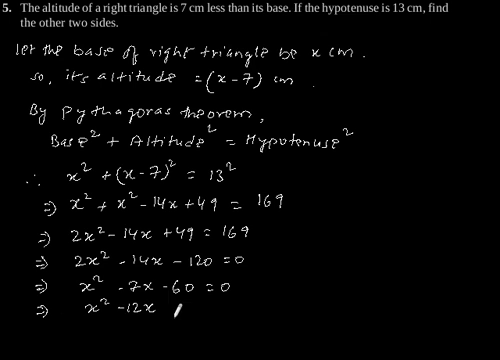 5. The altitude of a right triangle is 7 cm less than its base. If the hypotenuse is 13 cm, find
the other two sides.
Let the base of right triangle be x cm.
So, its altitude = (x-7) cm.
By Pythagoras theorem,
Base² + Altitude² = Hypotenuse²
∴ x² + (x-7)² = 13²
⇒ x² + x² - 14x + 49 = 169
⇒ 2x² - 14x + 49 = 169
⇒ 2x² - 14x - 120 = 0
⇒ x² - 7x - 60 = 0
⇒ x² - 12x